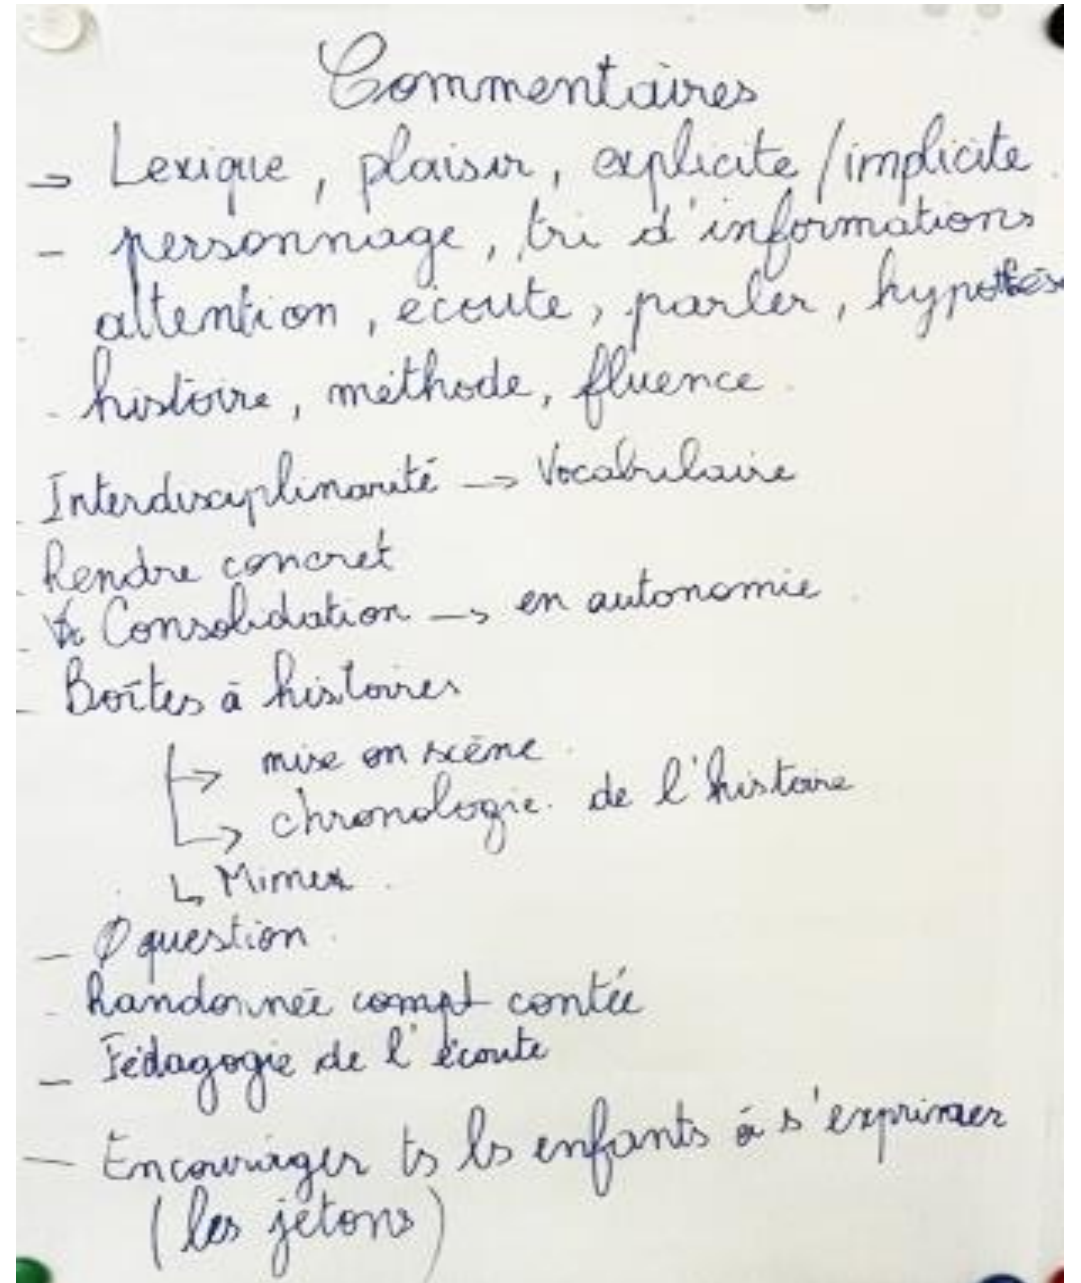 Commentaires
→ Lexique, plaisir, explicite/implicite
- personnage, tri d'informations
attention, écoute, parler, hypothès
- histoire, méthode, fluence
- Interdisciplinarité → Vocabulaire
- Rendre concret
- Consolidation → en autonomie
- Boîtes à histoires
→ mise en scène
→ chronologie de l'histoire
↳ Mimer
- Ø question
- Randonnée contée
- Pédagogie de l'écoute
- Encourager ts ls enfants à s'exprimer
(les jetons)